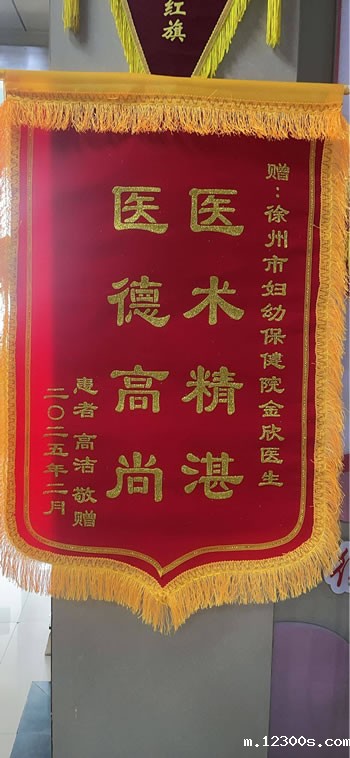 红旗
赠：徐州市妇幼保健院金欣医生
医术精湛
医德高尚
患者高洁敬赠
二〇二五年二月
m.12300s.com